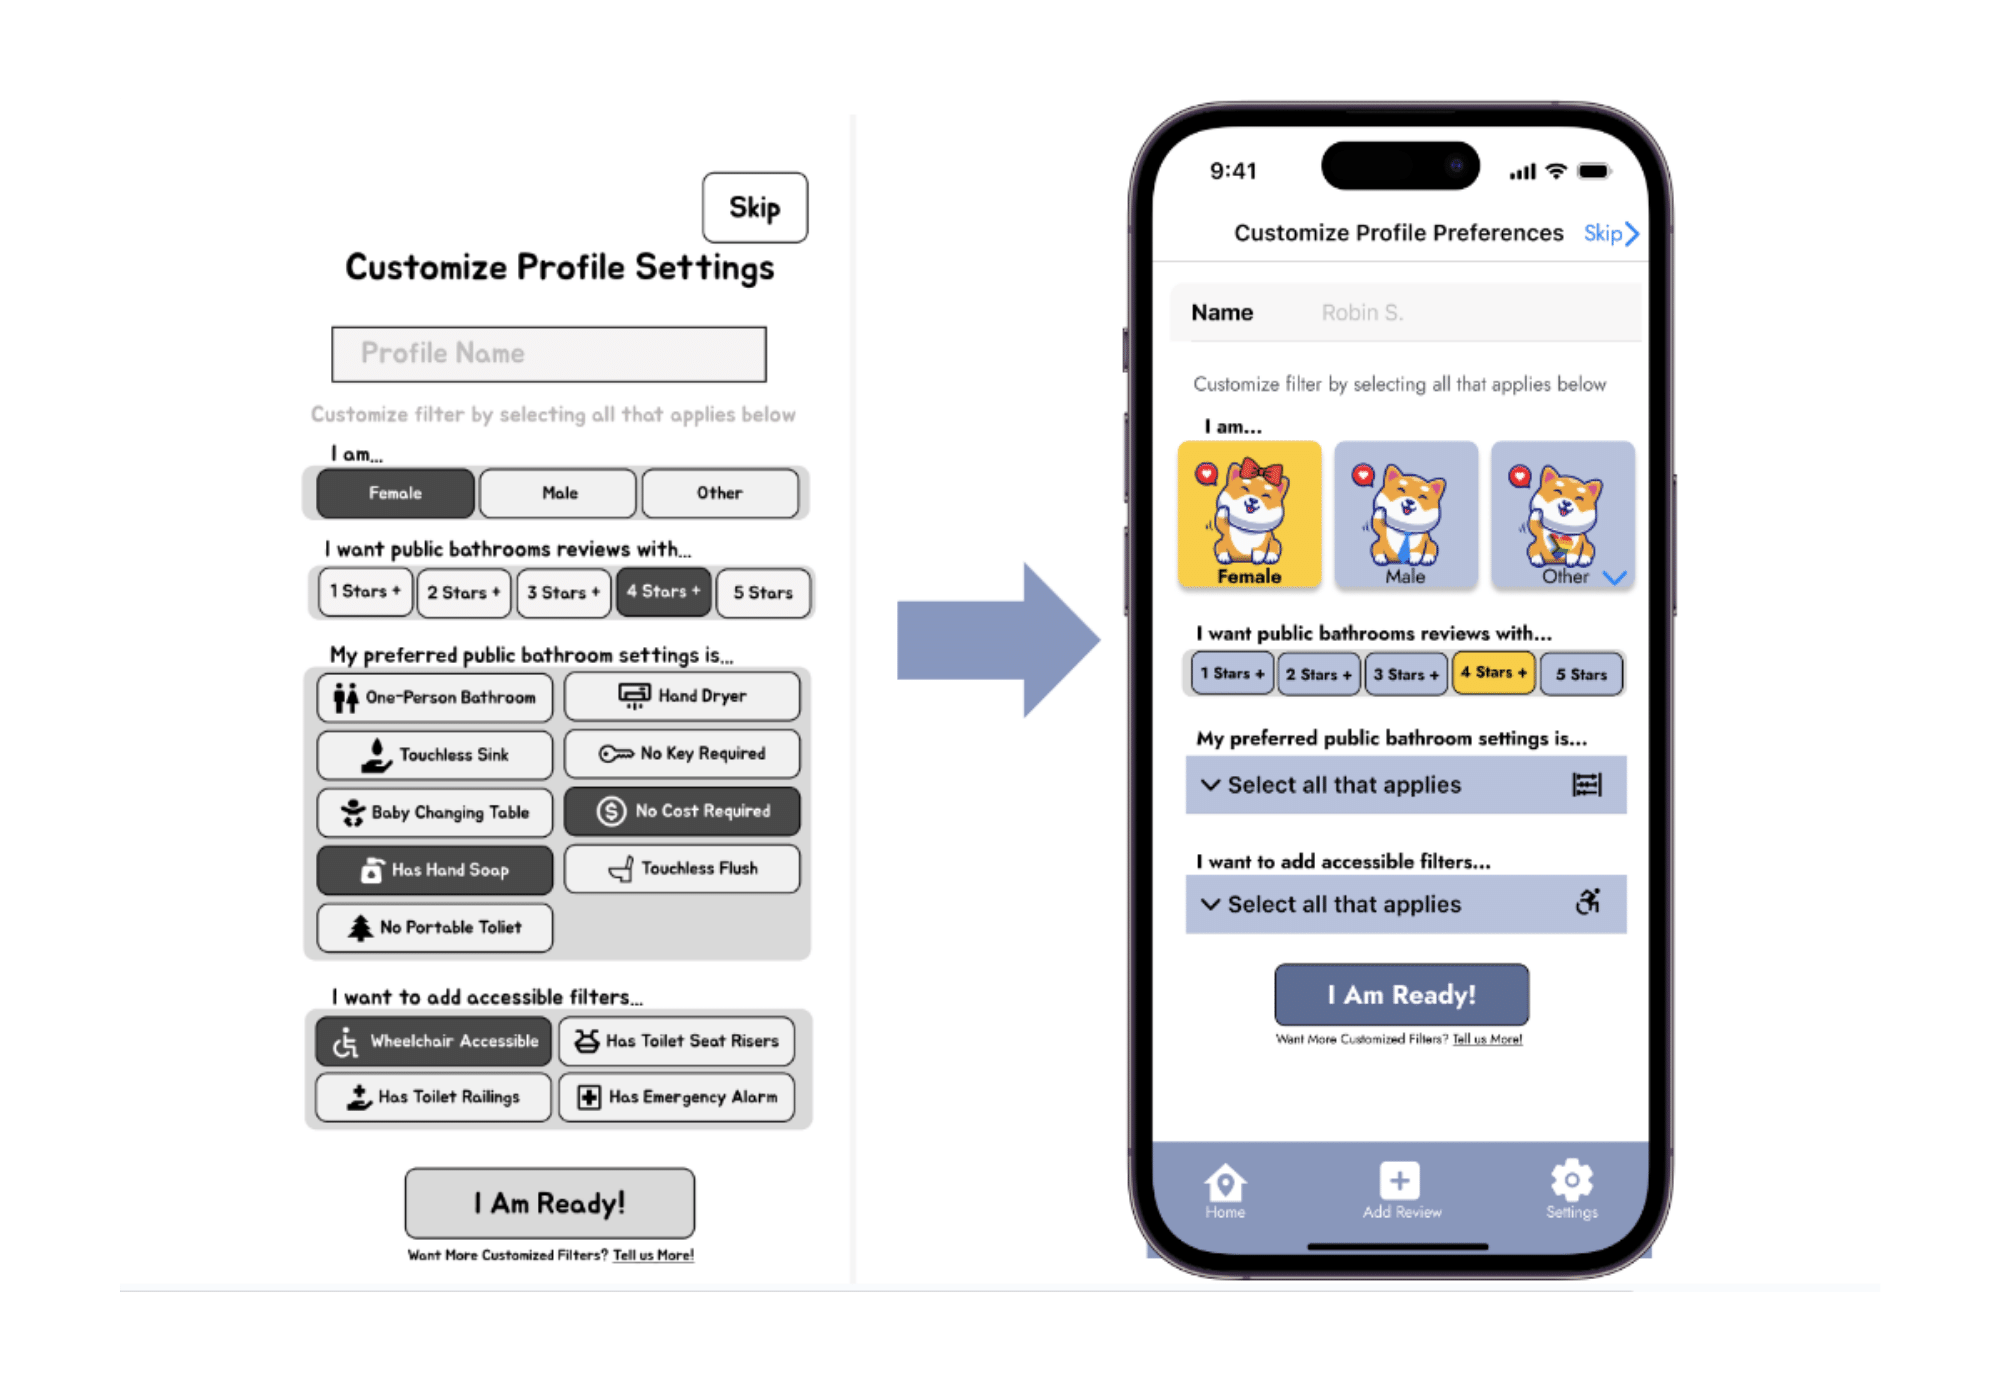 Skip
Customize Profile Settings
Profile Name
Customize filter by selecting all that applies below
I am...
Female Male Other
I want public bathrooms reviews with...
1 Stars + 2 Stars + 3 Stars + 4 Stars + 5 Stars
My preferred public bathroom settings is...
One-Person Bathroom Hand Dryer
Touchless Sink No Key Required
Baby Changing Table No Cost Required
Has Hand Soap Touchless Flush
No Portable Toliet
I want to add accessible filters...
Wheelchair Accessible Has Toilet Seat Risers
Has Toilet Railings Has Emergency Alarm
I Am Ready!
Want More Customized Filters? Tell us More!
9:41
Customize Profile Preferences Skip
Name Robin S.
Customize filter by selecting all that applies below
I am...
Female Male Other
I want public bathrooms reviews with...
1 Stars + 2 Stars + 3 Stars + 4 Stars + 5 Stars
My preferred public bathroom settings is...
Select all that applies
I want to add accessible filters...
Select all that applies
I Am Ready!
Want More Customized Filters? Tell us More!
Home Add Review Settings